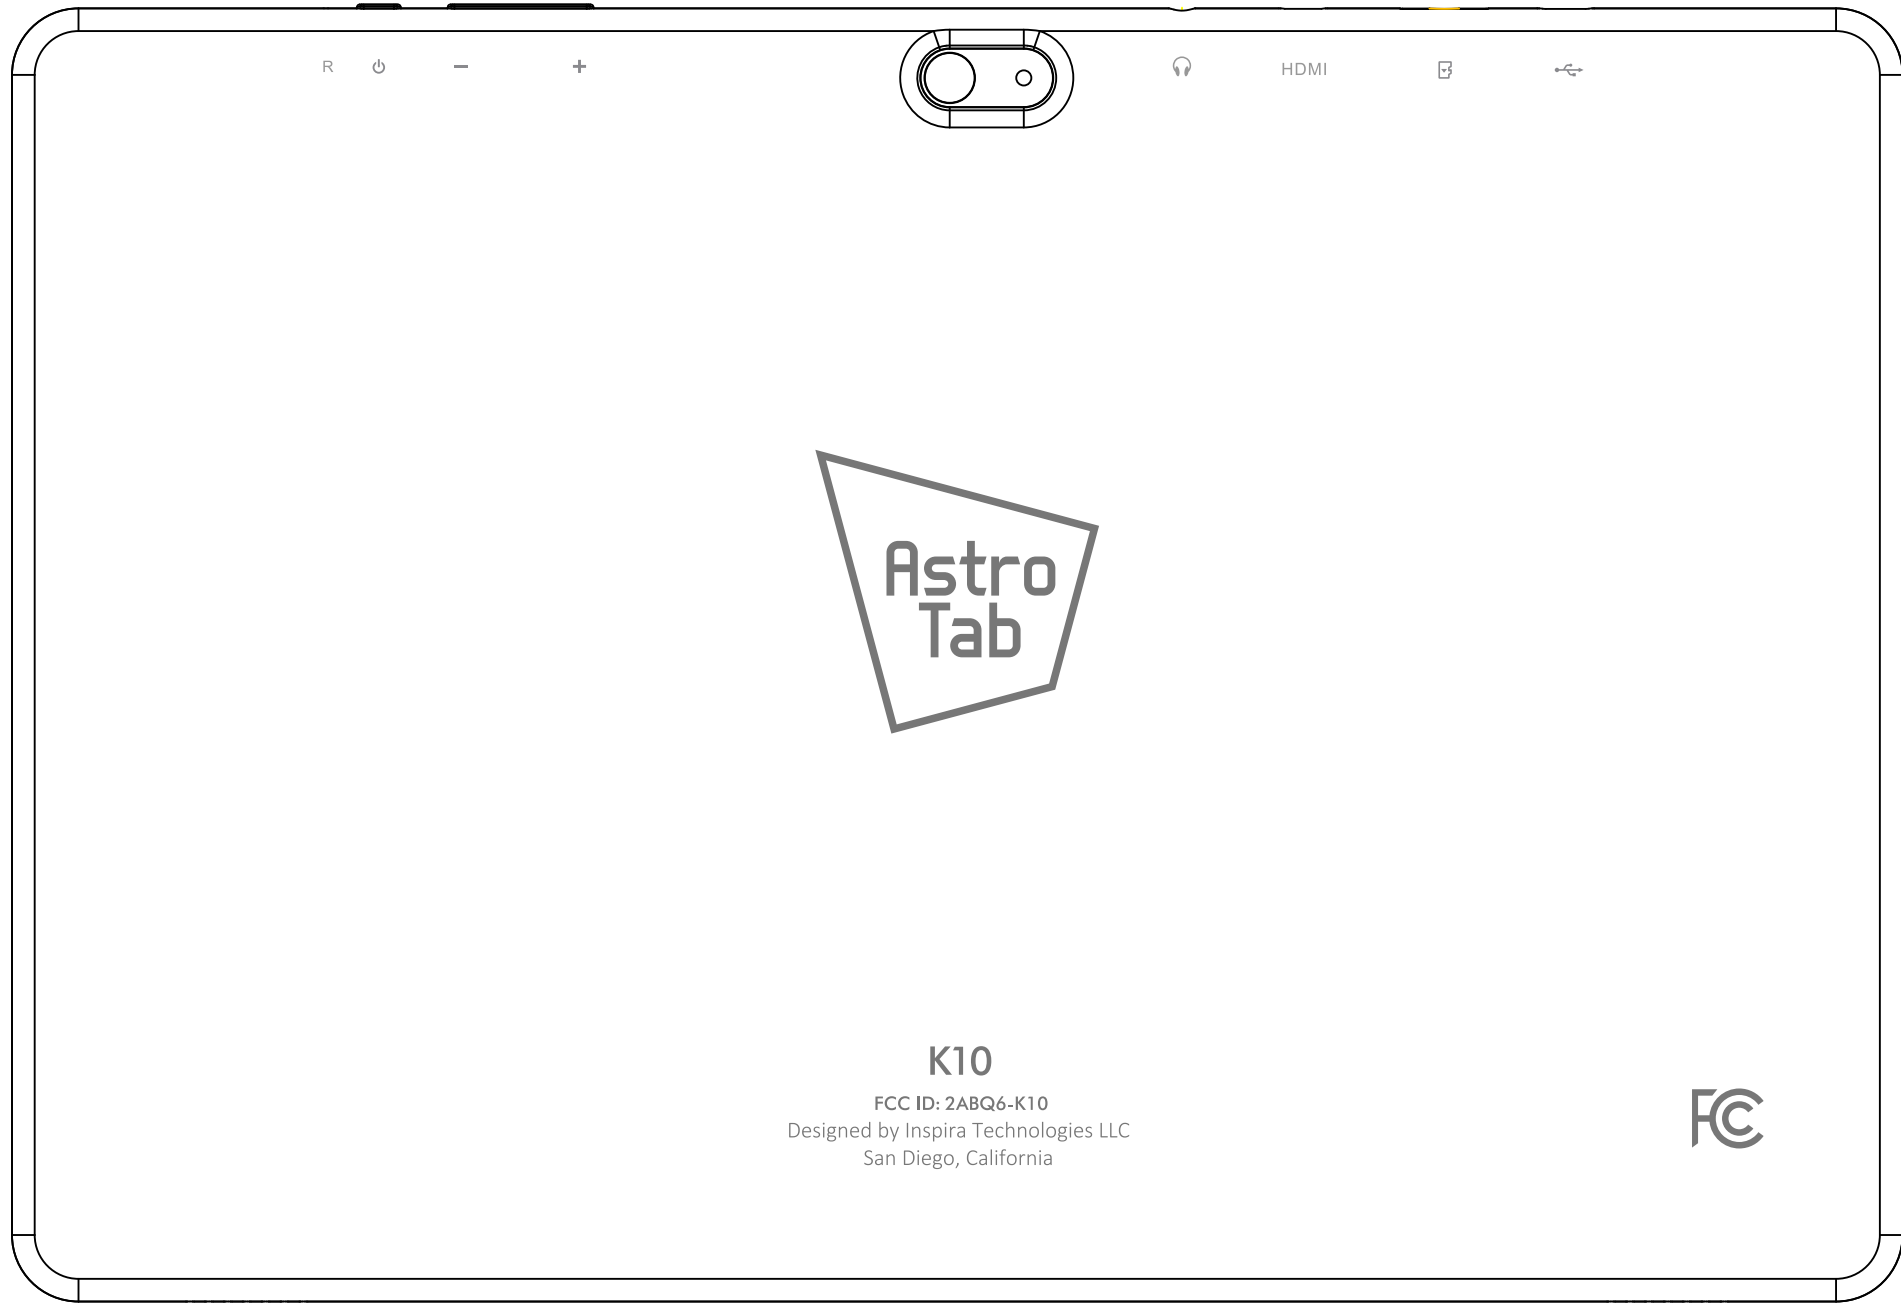 R − + HDMI
Astro
Tab
K10
FCC ID: 2ABQ6-K10
Designed by Inspira Technologies LLC
San Diego, California
FC